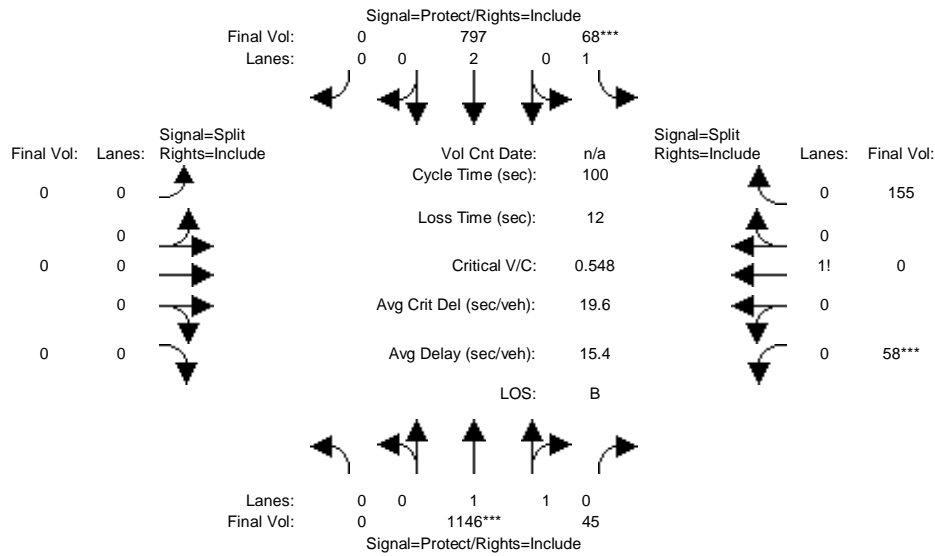 Signal=Protect/Rights=Include
Final Vol: 0 797 68***
Lanes: 0 0 2 0 1
Signal=Split
Final Vol: Lanes: Rights=Include
Vol Cnt Date: n/a
Signal=Split
Rights=Include Lanes: Final Vol:
Cycle Time (sec): 100
0 0
0 155
Loss Time (sec): 12
0
0
0 0
Critical V/C: 0.548
1! 0
0
Avg Crit Del (sec/veh): 19.6
0
0 0
Avg Delay (sec/veh): 15.4
0 58***
LOS: B
Lanes: 0 0 1 1 0
Final Vol: 0 1146*** 45
Signal=Protect/Rights=Include